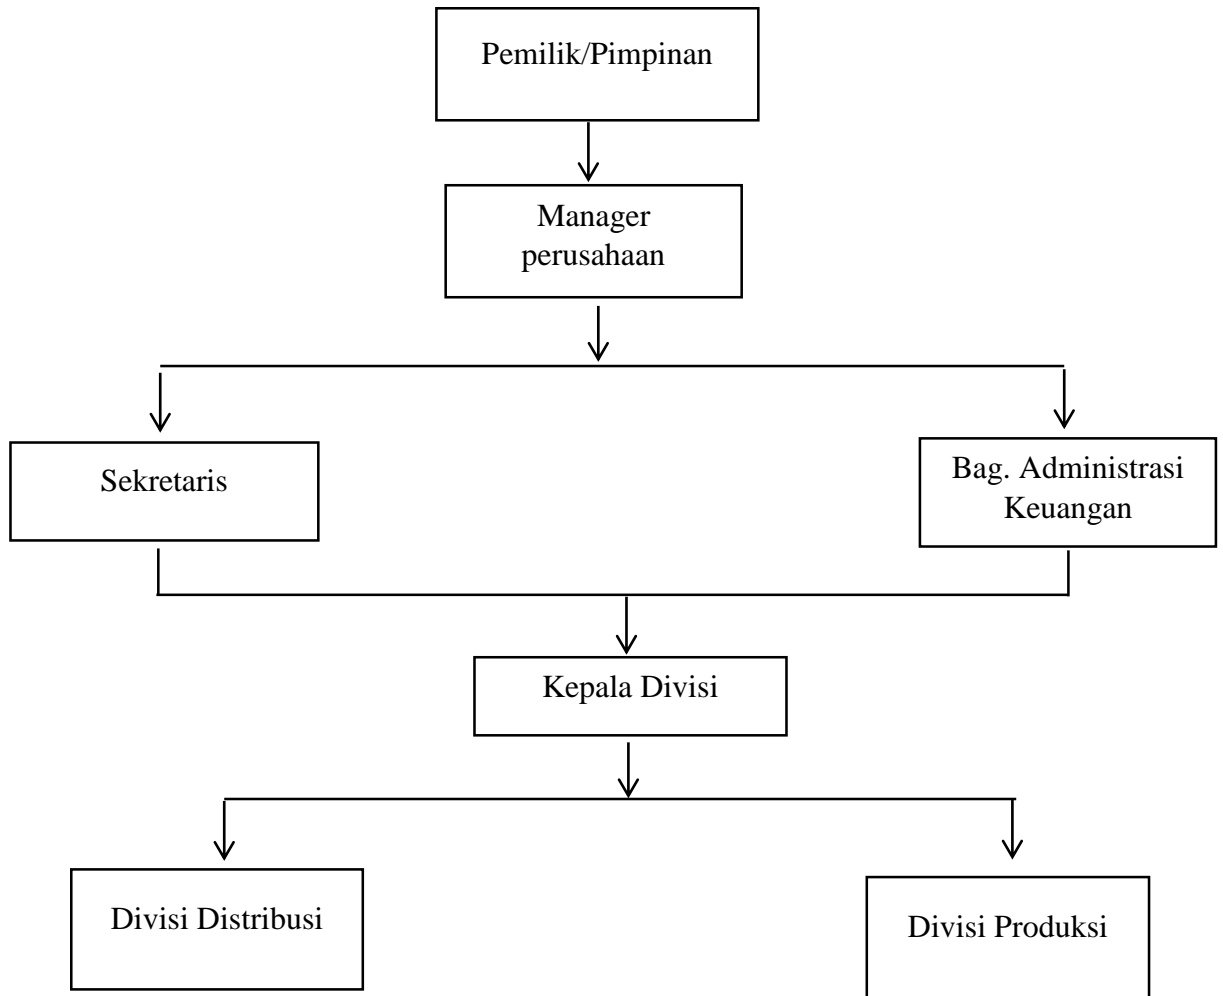 Pemilik/Pimpinan
Manager
perusahaan
Sekretaris
Bag. Administrasi
Keuangan
Kepala Divisi
Divisi Distribusi
Divisi Produksi